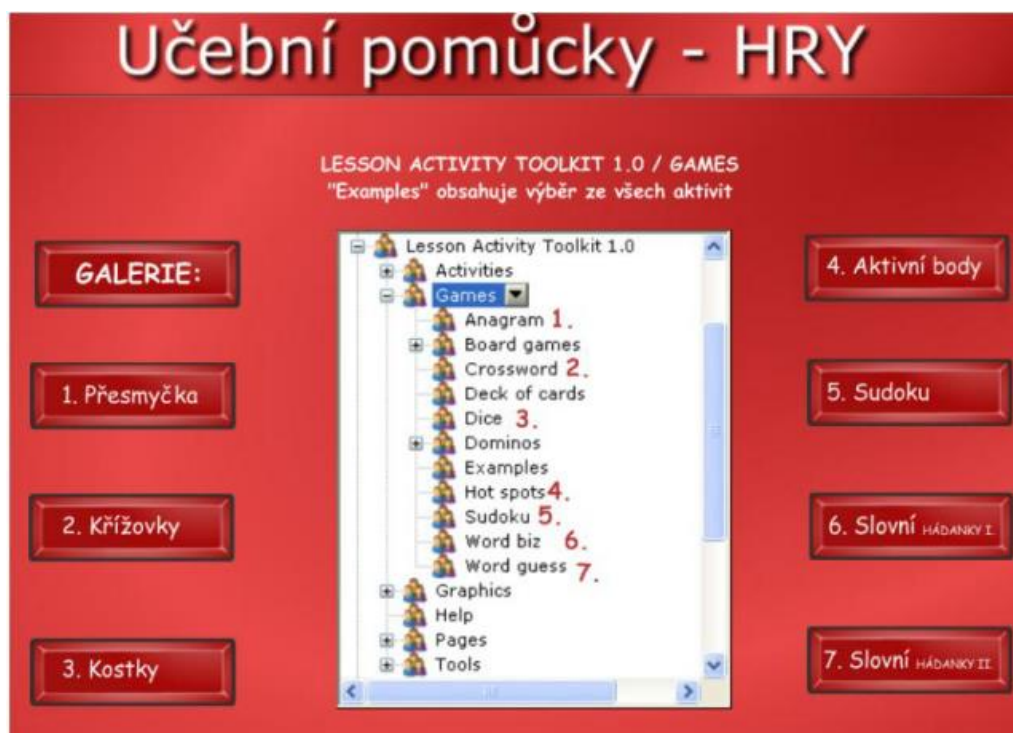 Učební pomůcky - HRY
LESSON ACTIVITY TOOLKIT 1.0 / GAMES
"Examples" obsahuje výběr ze všech aktivit
GALERIE:
1. Přesmyčka
2. Křížovky
3. Kostky
Lesson Activity Toolkit 1.0
Activities
Games
Anagram 1.
Board games
Crossword 2.
Deck of cards
Dice 3.
Dominos
Examples
Hot spots 4.
Sudoku 5.
Word biz 6.
Word guess 7.
Graphics
Help
Pages
Tools
4. Aktivní body
5. Sudoku
6. Slovní HÁDANKY I.
7. Slovní HÁDANKY II.